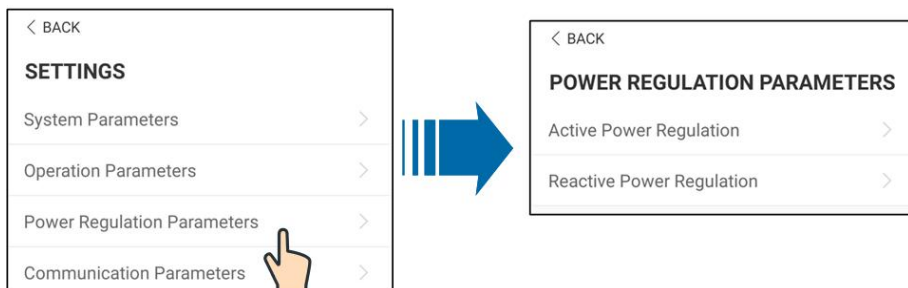 < BACK
SETTINGS
System Parameters
Operation Parameters
Power Regulation Parameters
Communication Parameters
< BACK
POWER REGULATION PARAMETERS
Active Power Regulation
Reactive Power Regulation